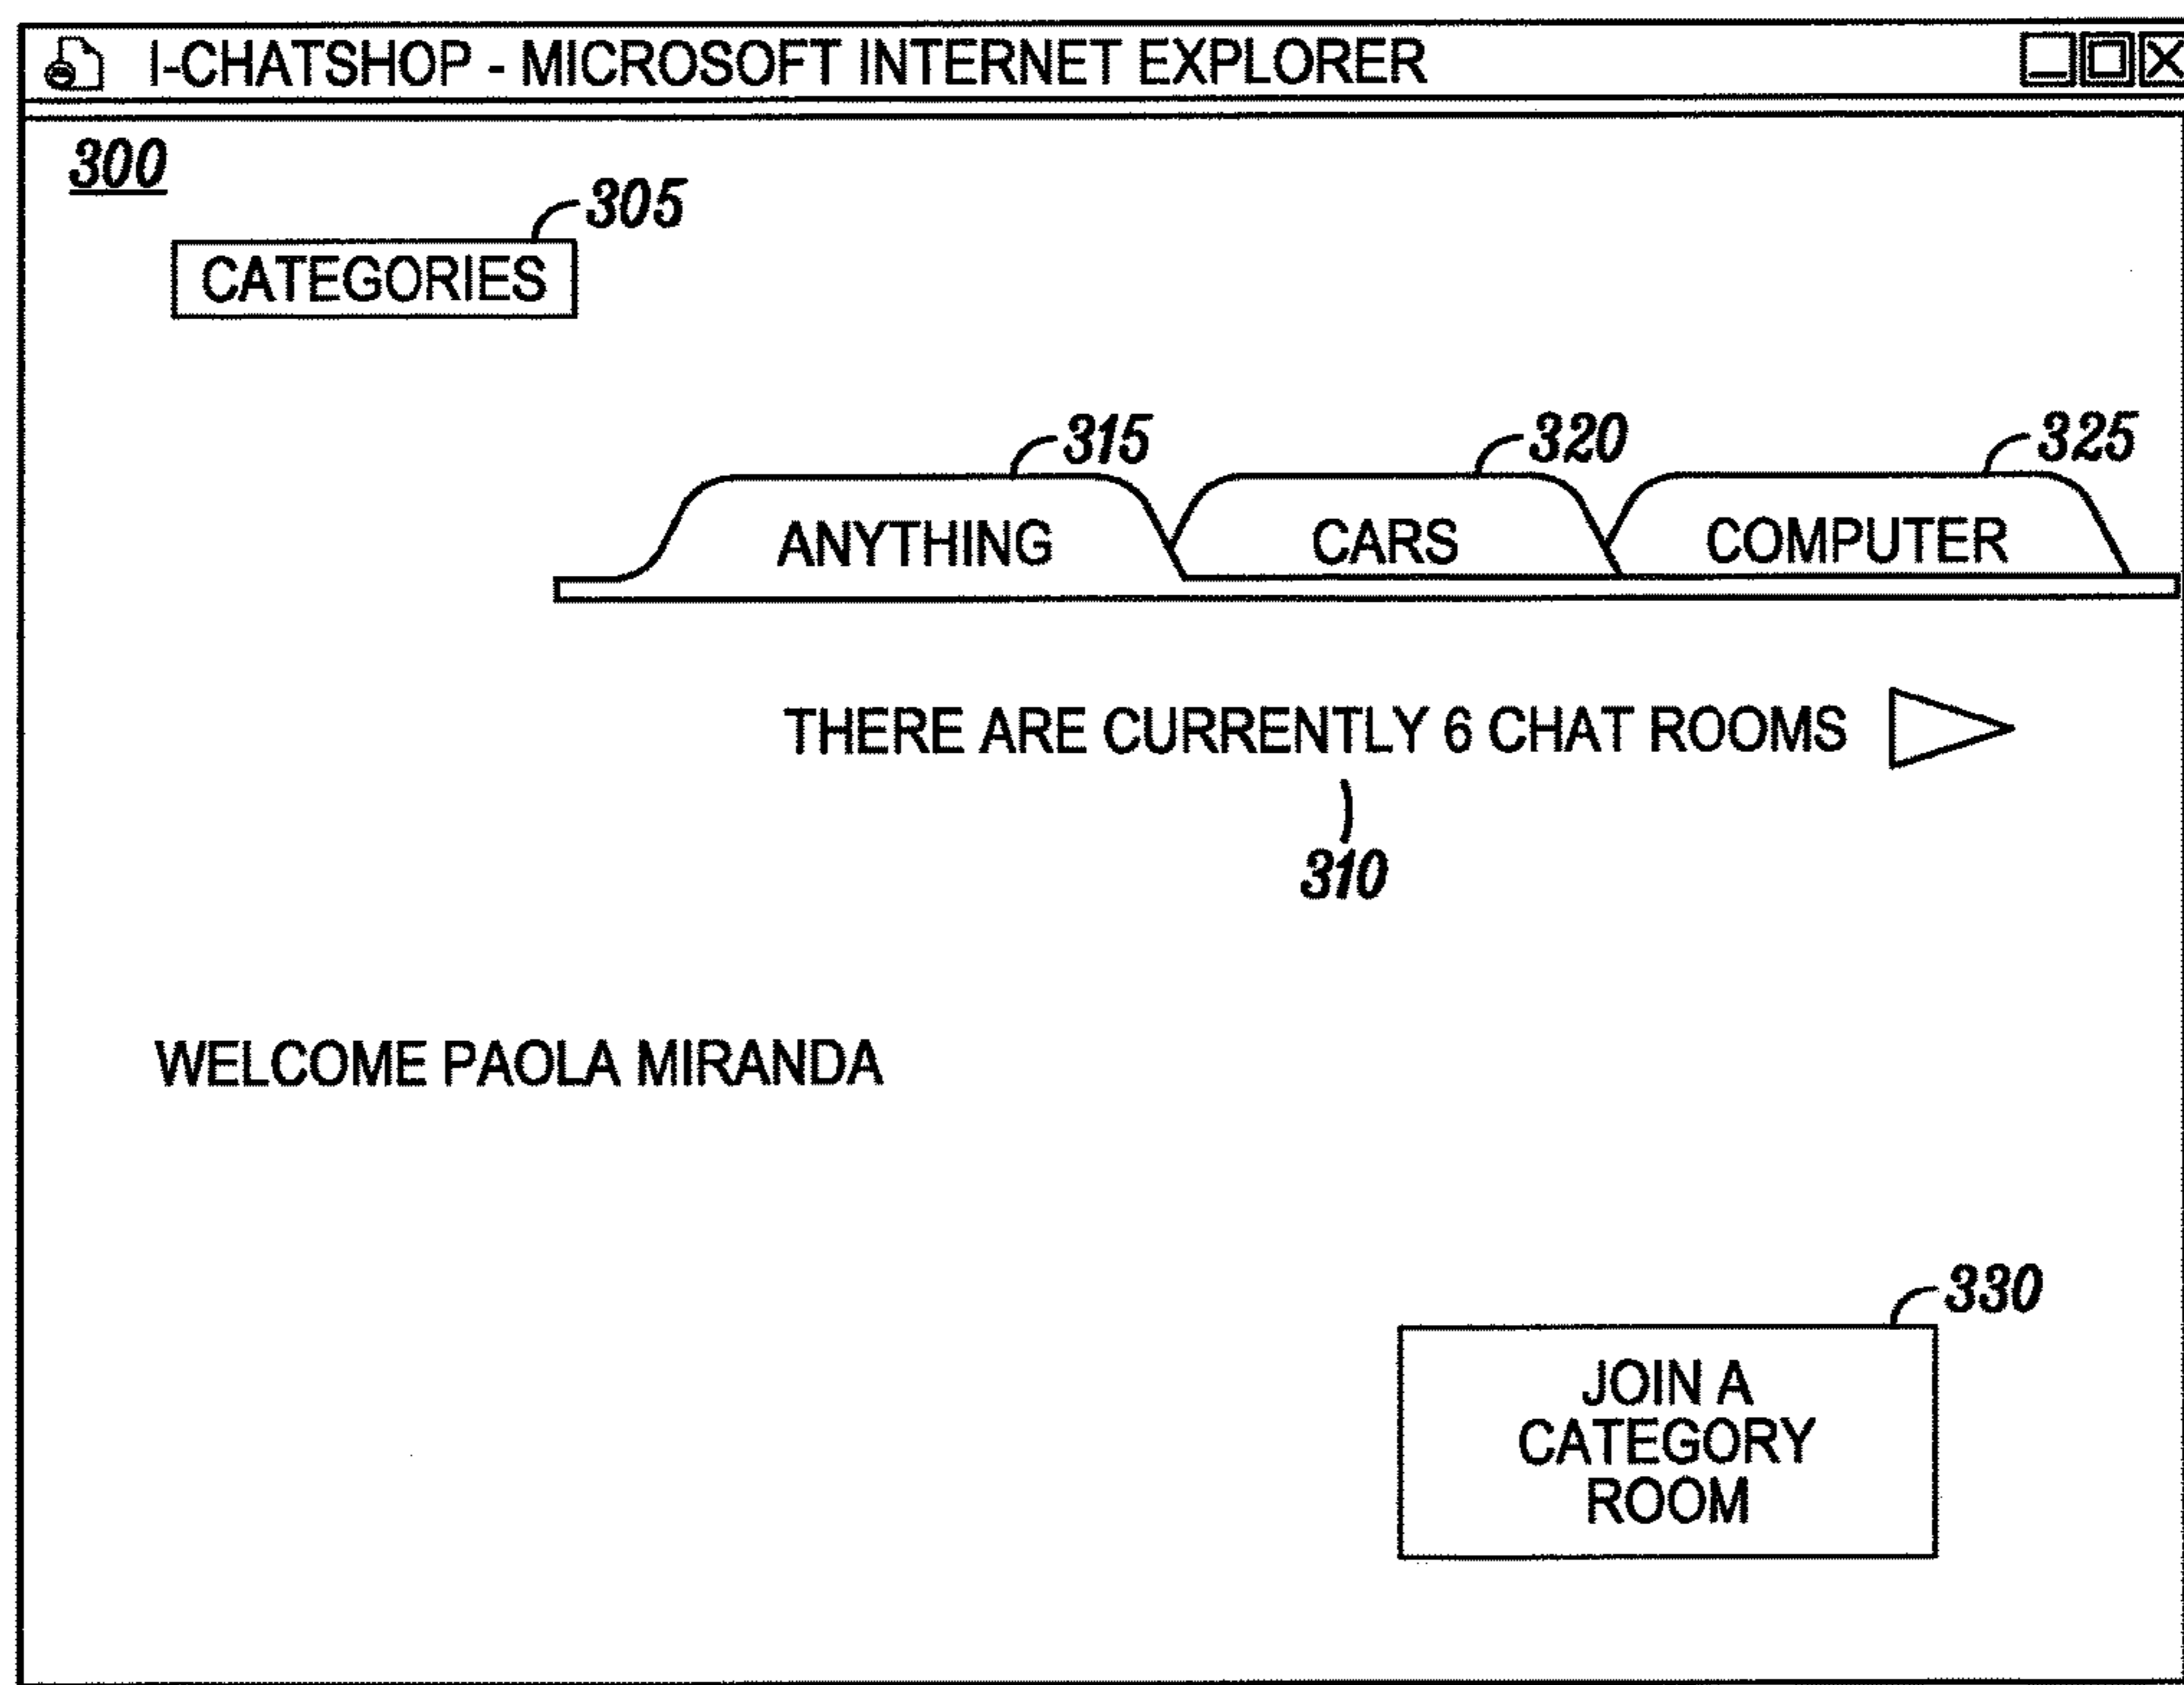 I-CHATSHOP - MICROSOFT INTERNET EXPLORER
300
305
CATEGORIES
315 320 325
ANYTHING CARS COMPUTER
THERE ARE CURRENTLY 6 CHAT ROOMS
310
WELCOME PAOLA MIRANDA
330
JOIN A
CATEGORY
ROOM